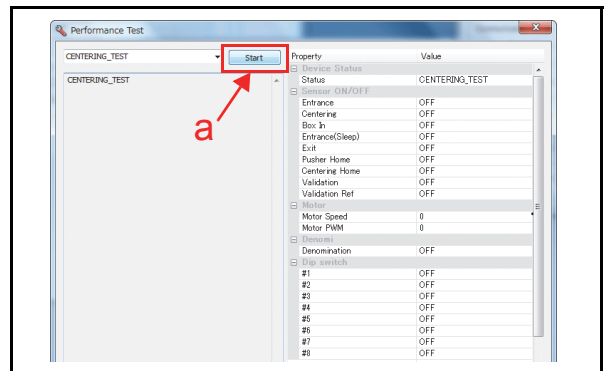 Performance Test
CENTERING_TEST
Start
Property Value
CENTERING_TEST
Device Status
Status CENTERING_TEST
Sensor ON/OFF
Entrance OFF
Centering OFF
Box In OFF
Entrance(Sleep) OFF
Exit OFF
Pusher Home OFF
Centering Home OFF
Validation OFF
Validation Ref OFF
Motor
Motor Speed 0
Motor PWM 0
Denomi
Denomination OFF
Dip switch
#1 OFF
#2 OFF
#3 OFF
#4 OFF
#5 OFF
#6 OFF
#7 OFF
#8 OFF
a